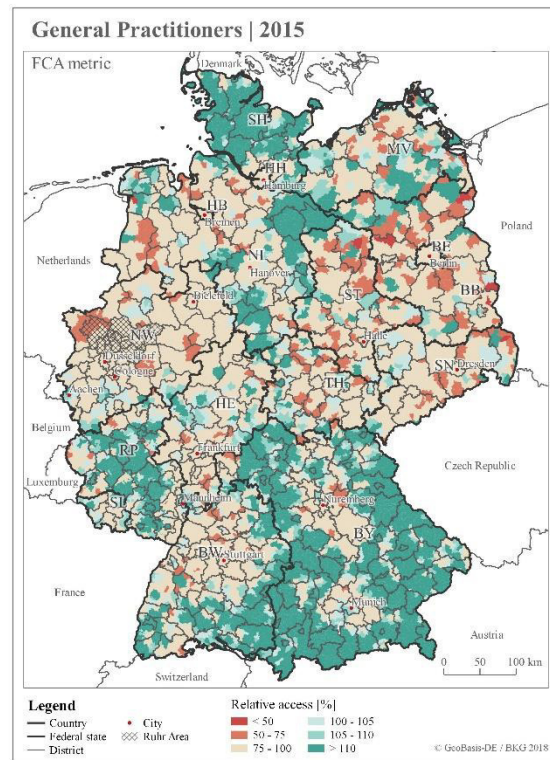 General Practitioners | 2015
FCA metric
Denmark
SH
MV
HH
Hamburg
HB
Bremen
Poland
NI
BE
Berlin
Netherlands
Hanover
ST
BB
Bielefeld
NW
Halle
Düsseldorf
Cologne
SN
Dresden
Aachen
HE
TH
Belgium
RP
Frankfurt
Czech Republic
Luxemburg
SL
Mannheim
Nuremberg
BY
BW
Stuttgart
France
Munich
Austria
Switzerland
0 50 100 km
Legend
Country
Federal state
District
City
Ruhr Area
Relative access [%]
< 50
50 - 75
75 - 100
100 - 105
105 - 110
> 110
© GeoBasis-DE / BKG 2018